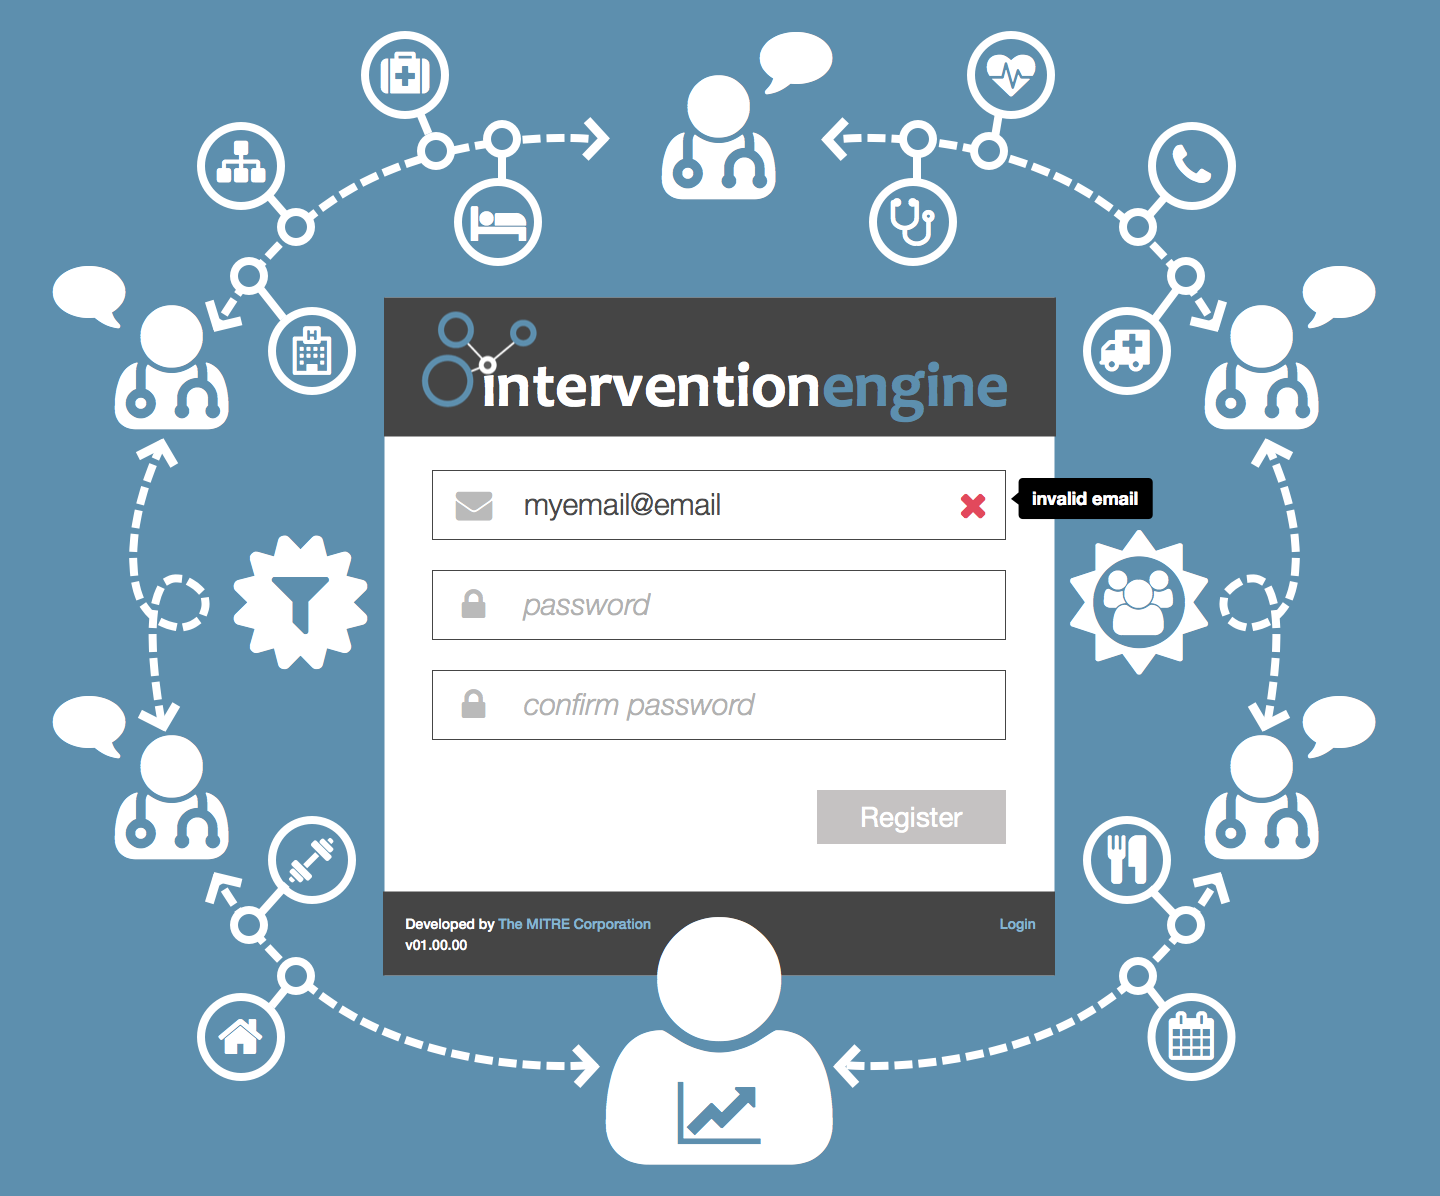 H
interventionengine
myemail@email
invalid email
password
confirm password
Register
Developed by The MITRE Corporation
Login
v01.00.00